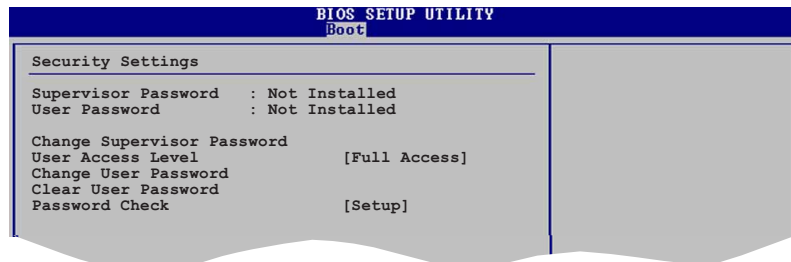 BIOS SETUP UTILITY
Boot
Security Settings
Supervisor Password : Not Installed
User Password : Not Installed
Change Supervisor Password
User Access Level [Full Access]
Change User Password
Clear User Password
Password Check [Setup]